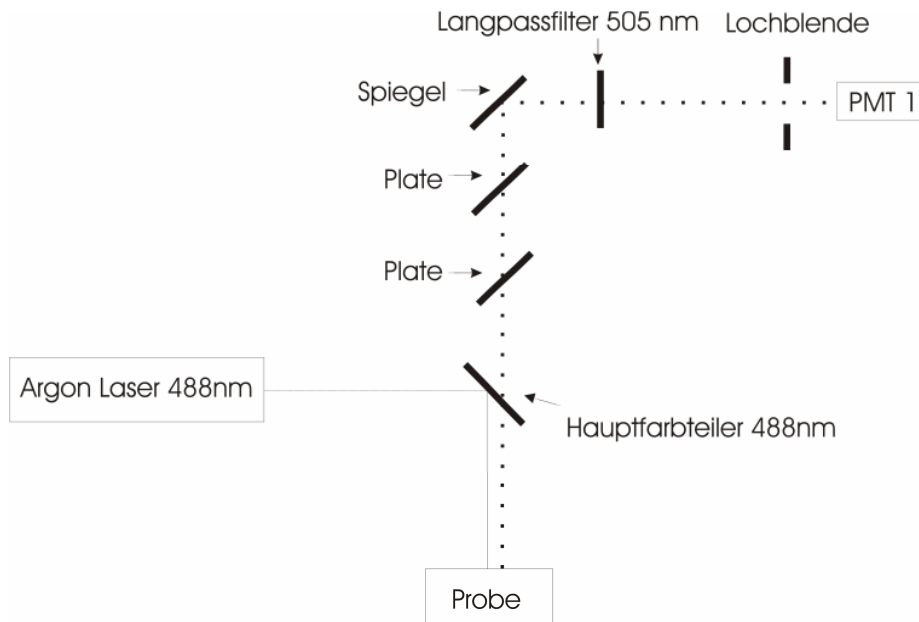 Langpassfilter 505 nm
Lochblende
Spiegel
PMT 1
Plate
Plate
Argon Laser 488nm
Hauptfarbteiler 488nm
Probe